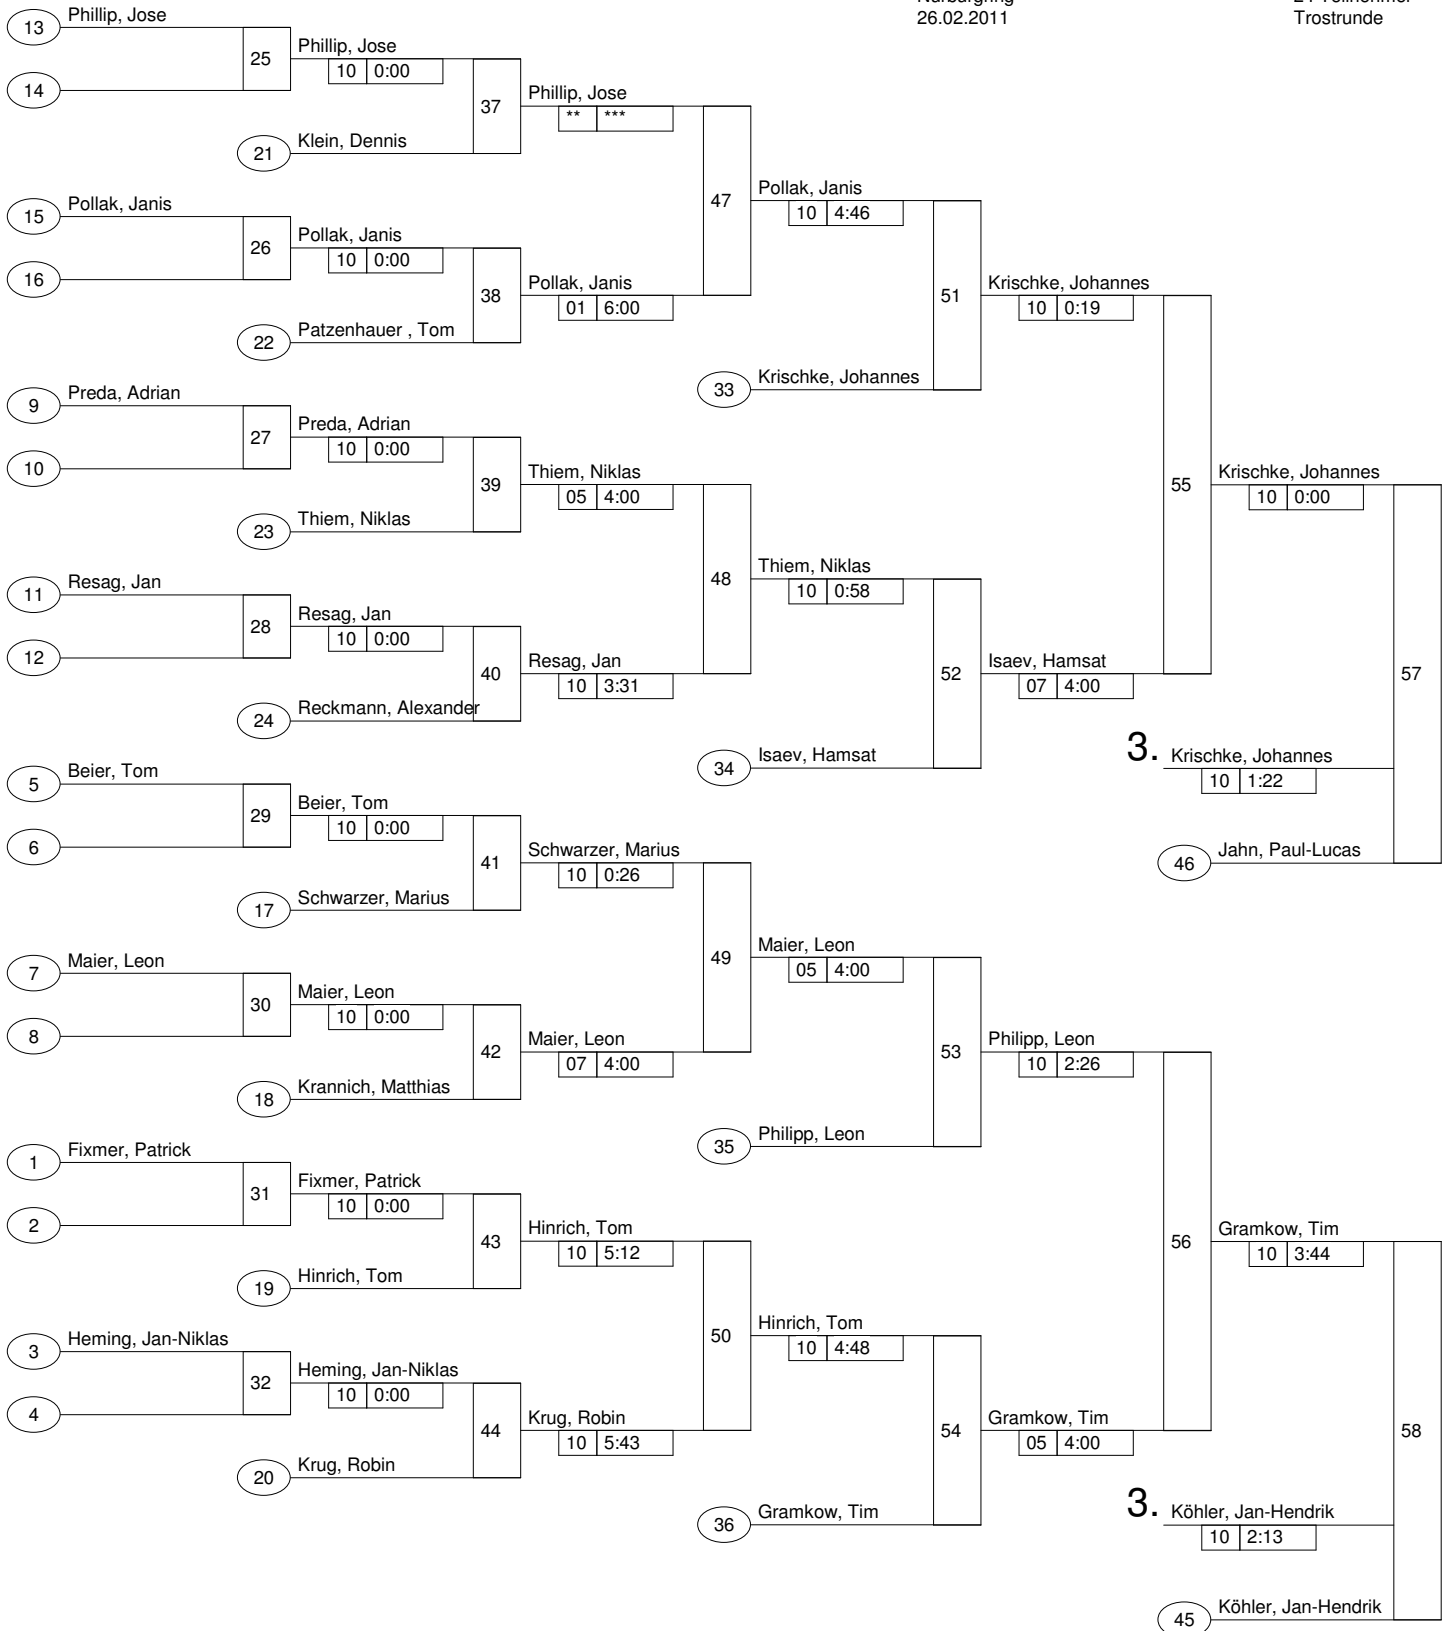 Nürburgring
26.02.2011
24 Teilnehmer
Trostrunde
13 Phillip, Jose
14
25
Phillip, Jose
10 0:00
21 Klein, Dennis
37
Phillip, Jose
** ***
15 Pollak, Janis
16
26
Pollak, Janis
10 0:00
22 Patzenhauer , Tom
38
Pollak, Janis
01 6:00
47
Pollak, Janis
10 4:46
33 Krischke, Johannes
51
Krischke, Johannes
10 0:19
9 Preda, Adrian
10
27
Preda, Adrian
10 0:00
23 Thiem, Niklas
39
Thiem, Niklas
05 4:00
11 Resag, Jan
12
28
Resag, Jan
10 0:00
24 Reckmann, Alexander
40
Resag, Jan
10 3:31
48
Thiem, Niklas
10 0:58
34 Isaev, Hamsat
52
Isaev, Hamsat
07 4:00
55
Krischke, Johannes
10 0:00
57
3. Krischke, Johannes
10 1:22
46 Jahn, Paul-Lucas
5 Beier, Tom
6
29
Beier, Tom
10 0:00
17 Schwarzer, Marius
41
Schwarzer, Marius
10 0:26
7 Maier, Leon
8
30
Maier, Leon
10 0:00
18 Krannich, Matthias
42
Maier, Leon
07 4:00
49
Maier, Leon
05 4:00
35 Philipp, Leon
53
Philipp, Leon
10 2:26
1 Fixmer, Patrick
2
31
Fixmer, Patrick
10 0:00
19 Hinrich, Tom
43
Hinrich, Tom
10 5:12
3 Heming, Jan-Niklas
4
32
Heming, Jan-Niklas
10 0:00
20 Krug, Robin
44
Krug, Robin
10 5:43
50
Hinrich, Tom
10 4:48
36 Gramkow, Tim
54
Gramkow, Tim
05 4:00
56
Gramkow, Tim
10 3:44
58
3. Köhler, Jan-Hendrik
10 2:13
45 Köhler, Jan-Hendrik